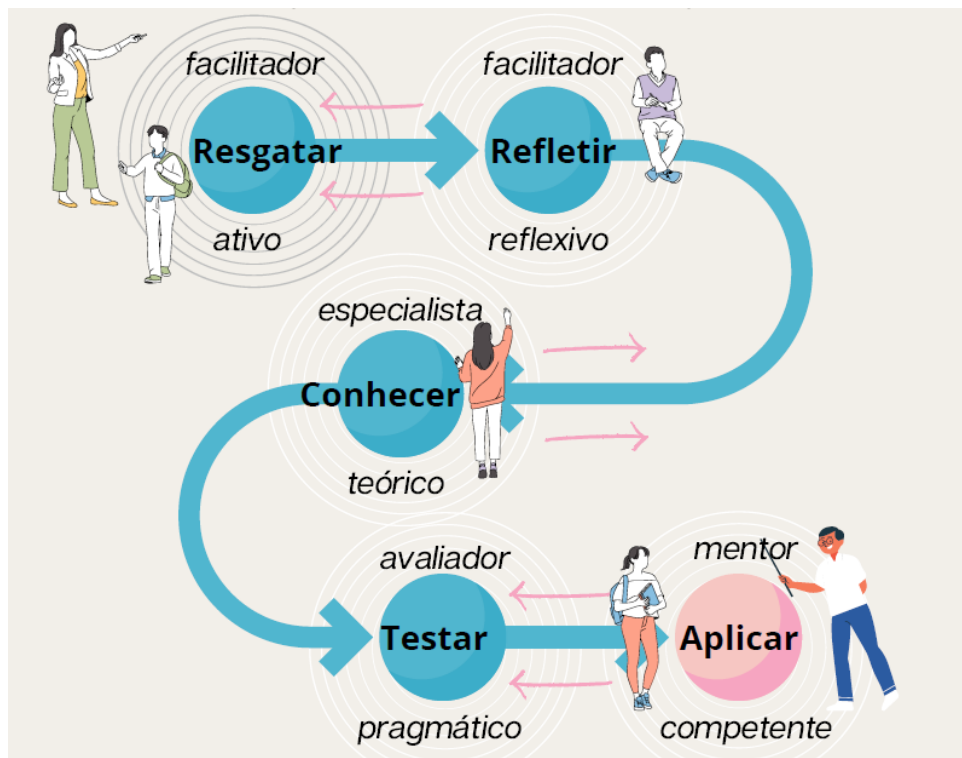 facilitador
facilitador
Resgatar
Refletir
ativo
reflexivo
especialista
Conhecer
teórico
avaliador
mentor
Testar
Aplicar
pragmático
competente